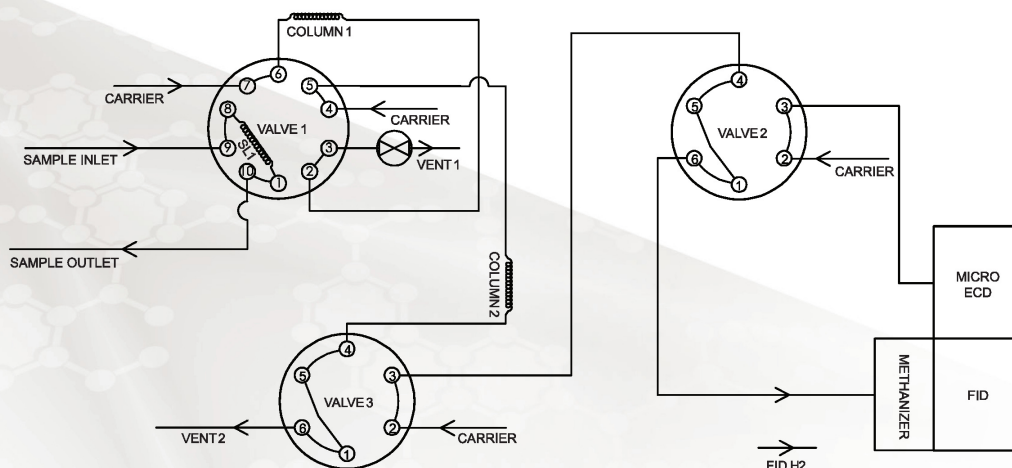 COLUMN 1
6
7
5
CARRIER
8
VALVE 1
4
CARRIER
SAMPLE INLET
9
SL1
3
VENT 1
10
1
2
SAMPLE OUTLET
COLUMN 2
4
5
3
VALVE 3
6
2
VENT 2
CARRIER
1
4
5
3
VALVE 2
6
2
CARRIER
1
MICRO
ECD
METHANIZER
FID
FID H2